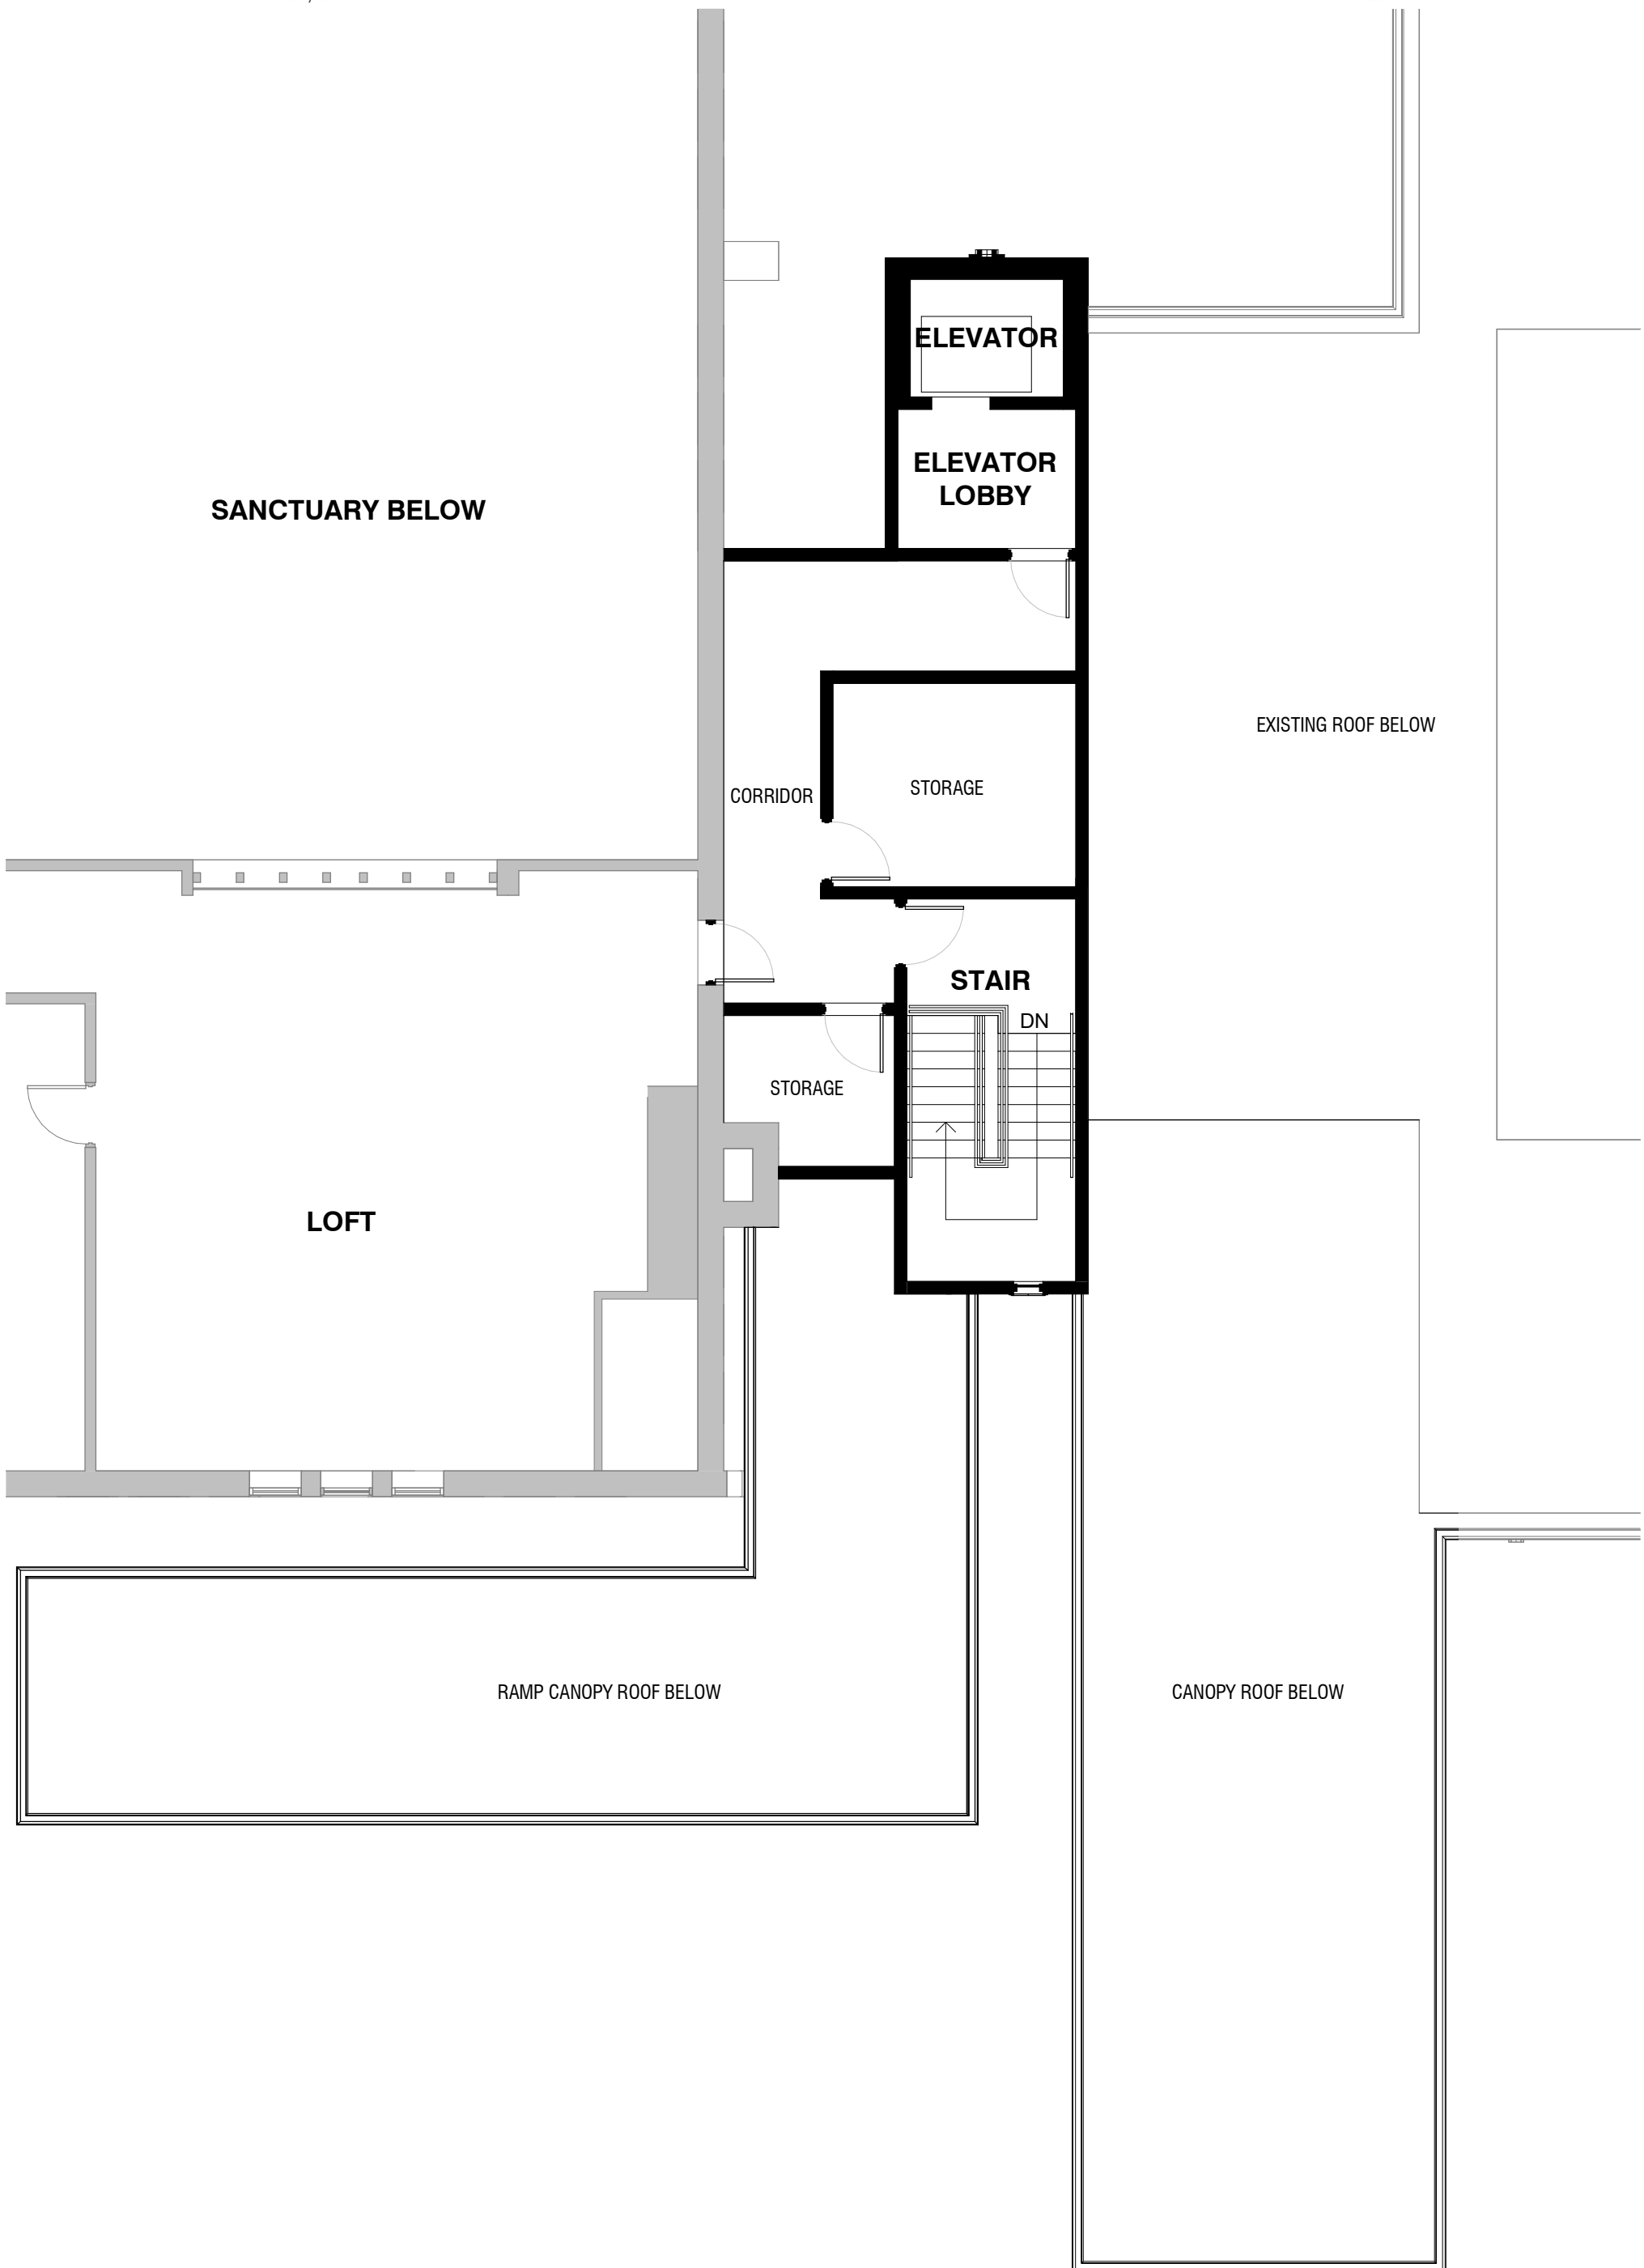 ELEVATOR
ELEVATOR
LOBBY
SANCTUARY BELOW
EXISTING ROOF BELOW
STORAGE
CORRIDOR
STAIR
DN
STORAGE
LOFT
RAMP CANOPY ROOF BELOW
CANOPY ROOF BELOW